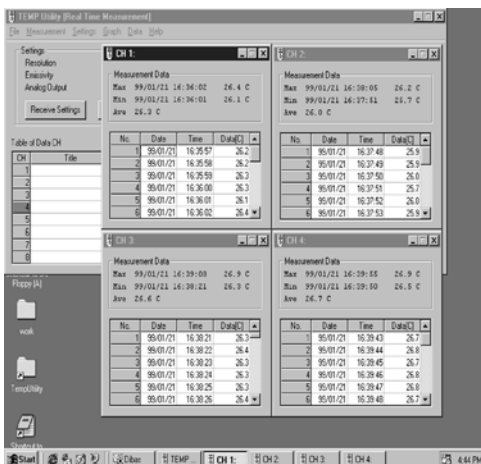 TEMP Utility [Real Time Measurement]
File Measurement Settings Graph Data Help
Settings
Resolution
Emissivity
Analog Output
Receive Settings
Table of Data CH
CH Title
1
2
3
4
5
6
7
8
CH 1:
Measurement Data
Max 99/01/21 16:36:02 26.4 C
Min 99/01/21 16:36:01 26.1 C
Ave 26.3 C
No. Date Time Data[C]
1 99/01/21 16:35:57 26.2
2 99/01/21 16:35:58 26.2
3 99/01/21 16:35:59 26.3
4 99/01/21 16:36:00 26.3
5 99/01/21 16:36:01 26.1
6 99/01/21 16:36:02 26.4
CH 2:
Measurement Data
Max 99/01/21 16:38:05 26.2 C
Min 99/01/21 16:37:51 25.7 C
Ave 26.0 C
No. Date Time Data[C]
1 99/01/21 16:37:48 25.9
2 99/01/21 16:37:49 25.9
3 99/01/21 16:37:50 26.0
4 99/01/21 16:37:51 25.7
5 99/01/21 16:37:52 26.0
6 99/01/21 16:37:53 25.9
CH 3:
Measurement Data
Max 99/01/21 16:39:08 26.9 C
Min 99/01/21 16:38:21 26.3 C
Ave 26.6 C
No. Date Time Data[C]
1 99/01/21 16:38:21 26.3
2 99/01/21 16:38:22 26.4
3 99/01/21 16:38:23 26.3
4 99/01/21 16:38:24 26.3
5 99/01/21 16:38:25 26.3
6 99/01/21 16:38:26 26.4
CH 4:
Measurement Data
Max 99/01/21 16:39:55 26.9 C
Min 99/01/21 16:39:50 26.5 C
Ave 26.7 C
No. Date Time Data[C]
1 99/01/21 16:39:43 26.7
2 99/01/21 16:39:44 26.8
3 99/01/21 16:39:45 26.7
4 99/01/21 16:39:46 26.8
5 99/01/21 16:39:47 26.8
6 99/01/21 16:39:48 26.7
Floppy (A)
work
TempUtility
Shortcut to
Start Cibas TEMP... CH 1: CH 2: CH 3: CH 4: 4:44 PM